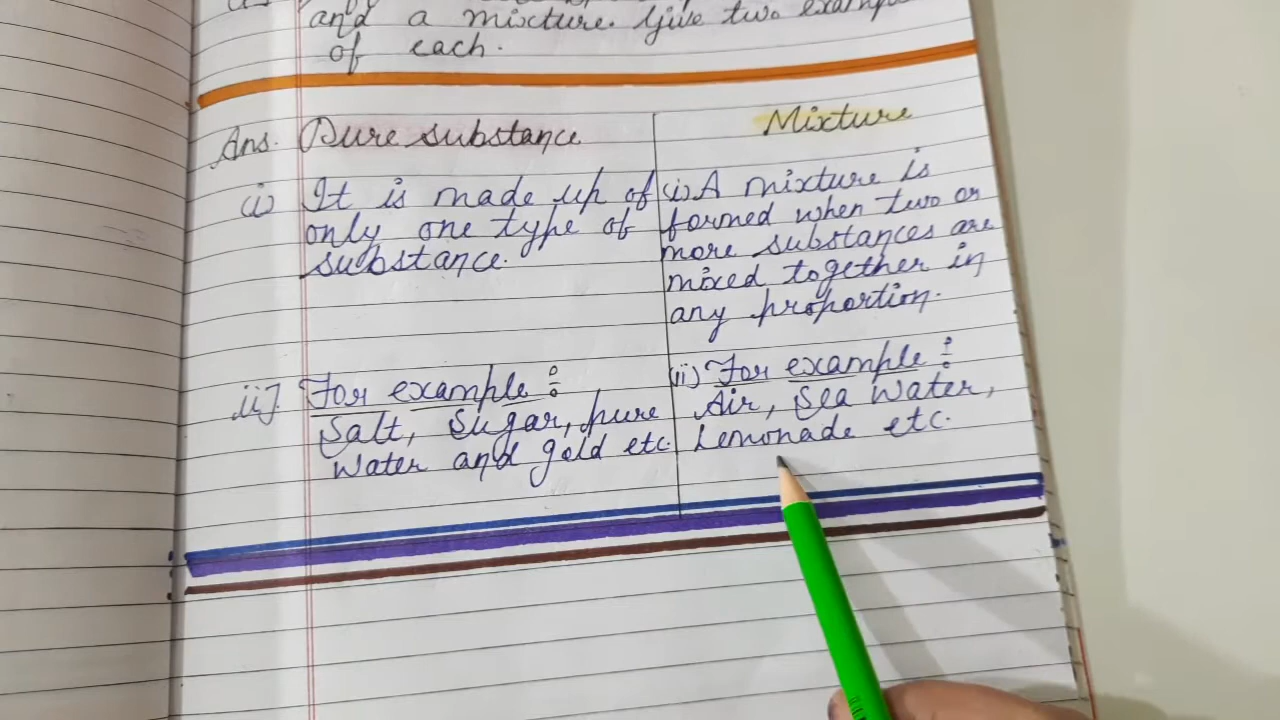 and a mixture. Give two example
of each.
Ans. Pure substance
Mixture
(i) It is made up of
only one type of
substance.
(i) A mixture is
formed when two or
more substances are
mixed together in
any proportion.
ii] For example :
Salt, Sugar, pure
water and gold etc.
(ii) For example :
Air, Sea water,
Lemonade etc.